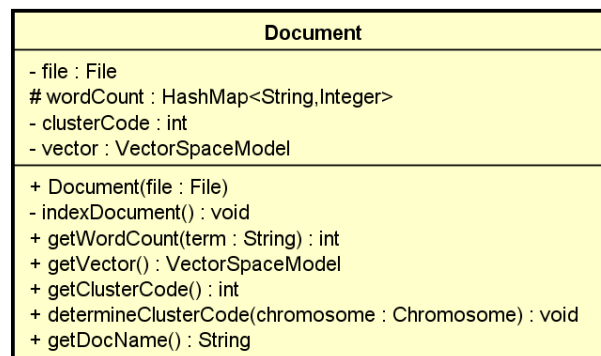 Document
- file : File
# wordCount : HashMap<String,Integer>
- clusterCode : int
- vector : VectorSpaceModel
+ Document(file : File)
- indexDocument() : void
+ getWordCount(term : String) : int
+ getVector() : VectorSpaceModel
+ getClusterCode() : int
+ determineClusterCode(chromosome : Chromosome) : void
+ getDocName() : String